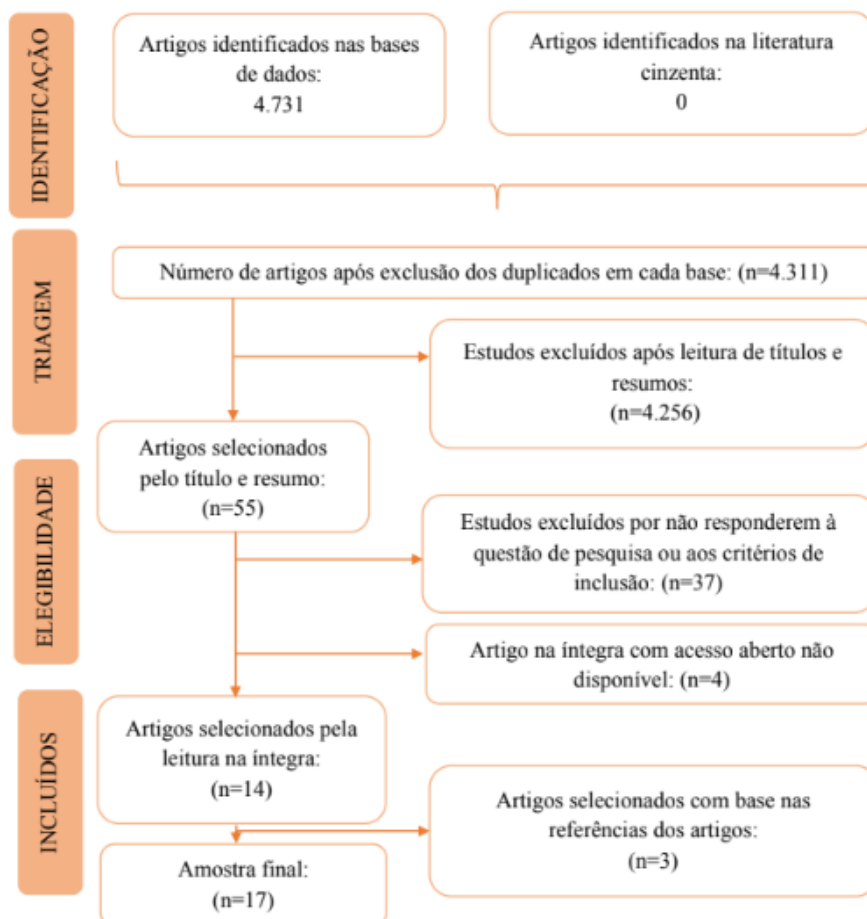 IDENTIFICAÇÃO
Artigos identificados nas bases
de dados:
4.731
Artigos identificados na literatura
cinzenta:
0
TRIAGEM
Número de artigos após exclusão dos duplicados em cada base: (n=4.311)
Estudos excluídos após leitura de títulos e
resumos:
(n=4.256)
Artigos selecionados
pelo título e resumo:
(n=55)
ELEGIBILIDADE
Estudos excluídos por não responderem à
questão de pesquisa ou aos critérios de
inclusão: (n=37)
Artigo na íntegra com acesso aberto não
disponível: (n=4)
INCLUÍDOS
Artigos selecionados pela
leitura na íntegra:
(n=14)
Artigos selecionados com base nas
referências dos artigos:
(n=3)
Amostra final:
(n=17)